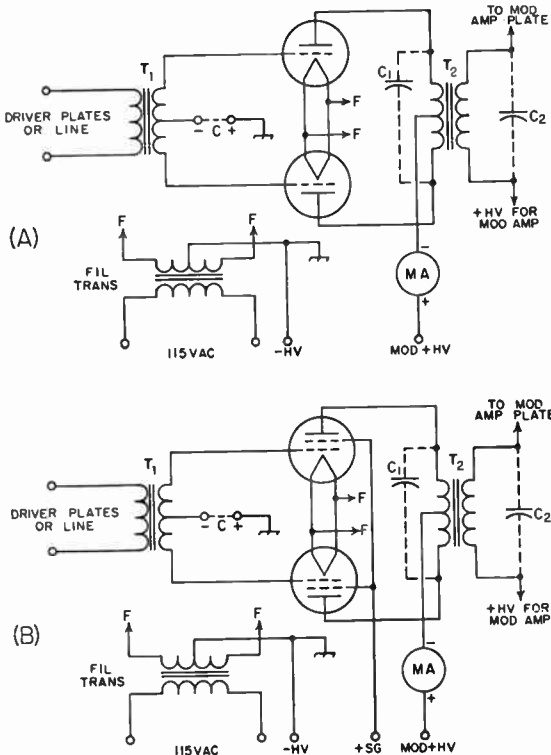 TO MOD
AMP PLATE
T1
C1
T2
C2
DRIVER PLATES
OR LINE
- C +
F
F
+HV FOR
MOD AMP
(A)
F
F
FIL
TRANS
-
MA
+
115VAC
-HV
MOD+HV
TO MOD
AMP PLATE
T1
C1
T2
C2
DRIVER PLATES
OR LINE
- C +
F
F
+HV FOR
MOD AMP
(B)
F
F
FIL
TRANS
-
MA
+
115VAC
-HV
+SG
MOD+HV